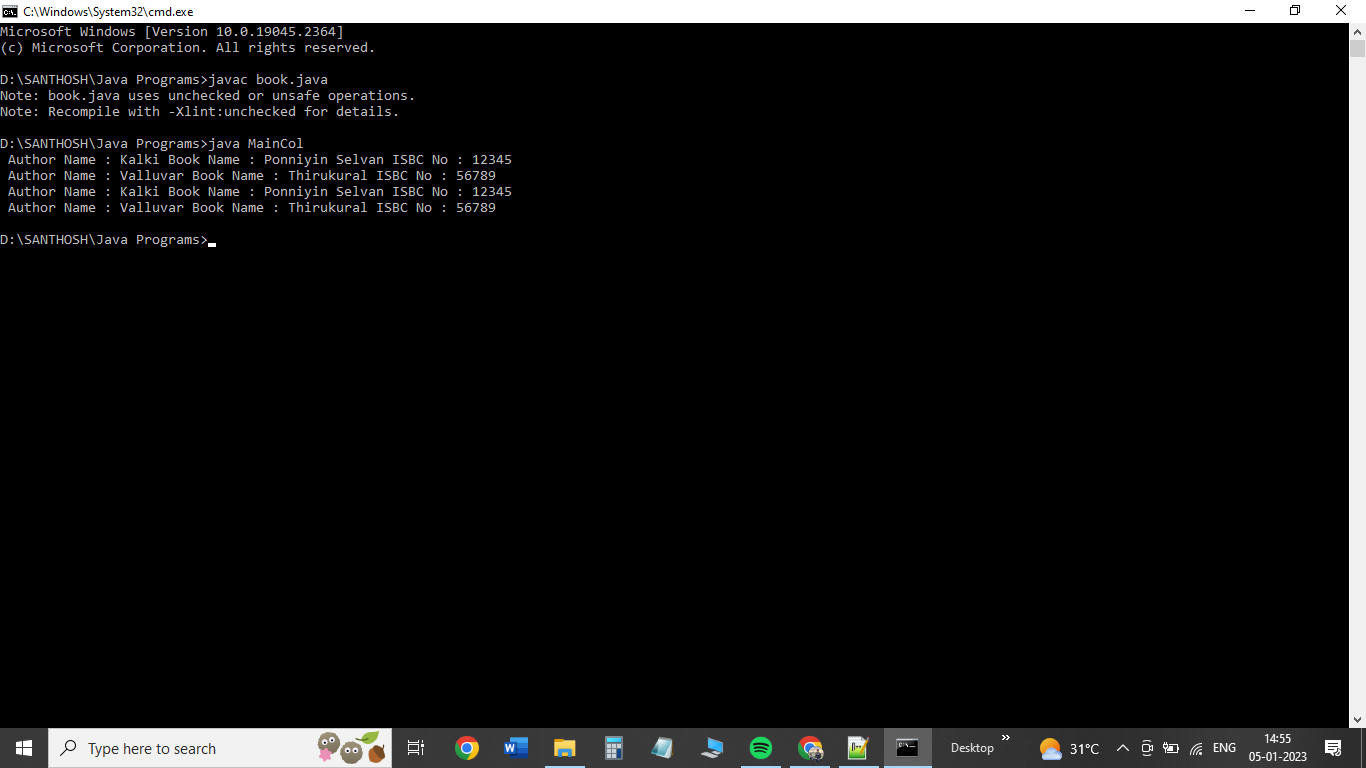 C:\Windows\System32\cmd.exe
Microsoft Windows [Version 10.0.19045.2364]
(c) Microsoft Corporation. All rights reserved.
D:\SANTHOSH\Java Programs>javac book.java
Note: book.java uses unchecked or unsafe operations.
Note: Recompile with -Xlint:unchecked for details.
D:\SANTHOSH\Java Programs>java MainCol
Author Name : Kalki Book Name : Ponniyin Selvan ISBC No : 12345
Author Name : Valluvar Book Name : Thirukural ISBC No : 56789
Author Name : Kalki Book Name : Ponniyin Selvan ISBC No : 12345
Author Name : Valluvar Book Name : Thirukural ISBC No : 56789
D:\SANTHOSH\Java Programs>
Type here to search
Desktop
31°C
ENG
14:55
05-01-2023